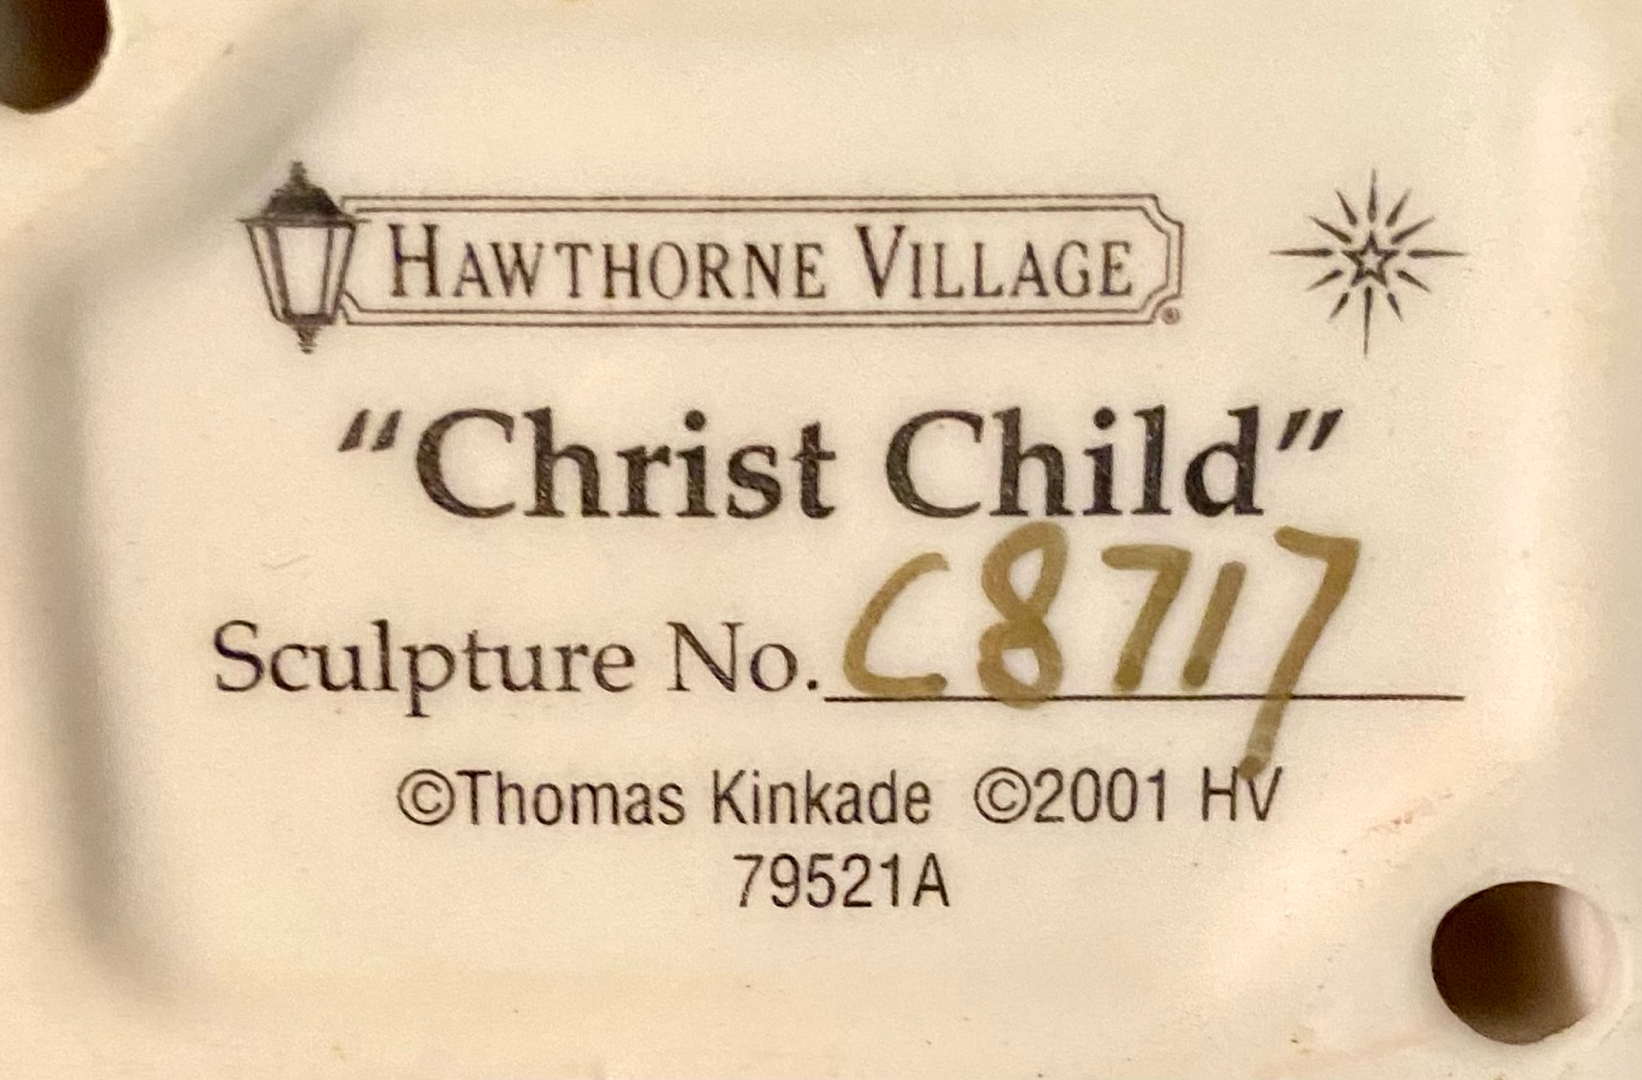 HAWTHORNE VILLAGE®
“Christ Child”
Sculpture No. C8717
©Thomas Kinkade ©2001 HV
79521A